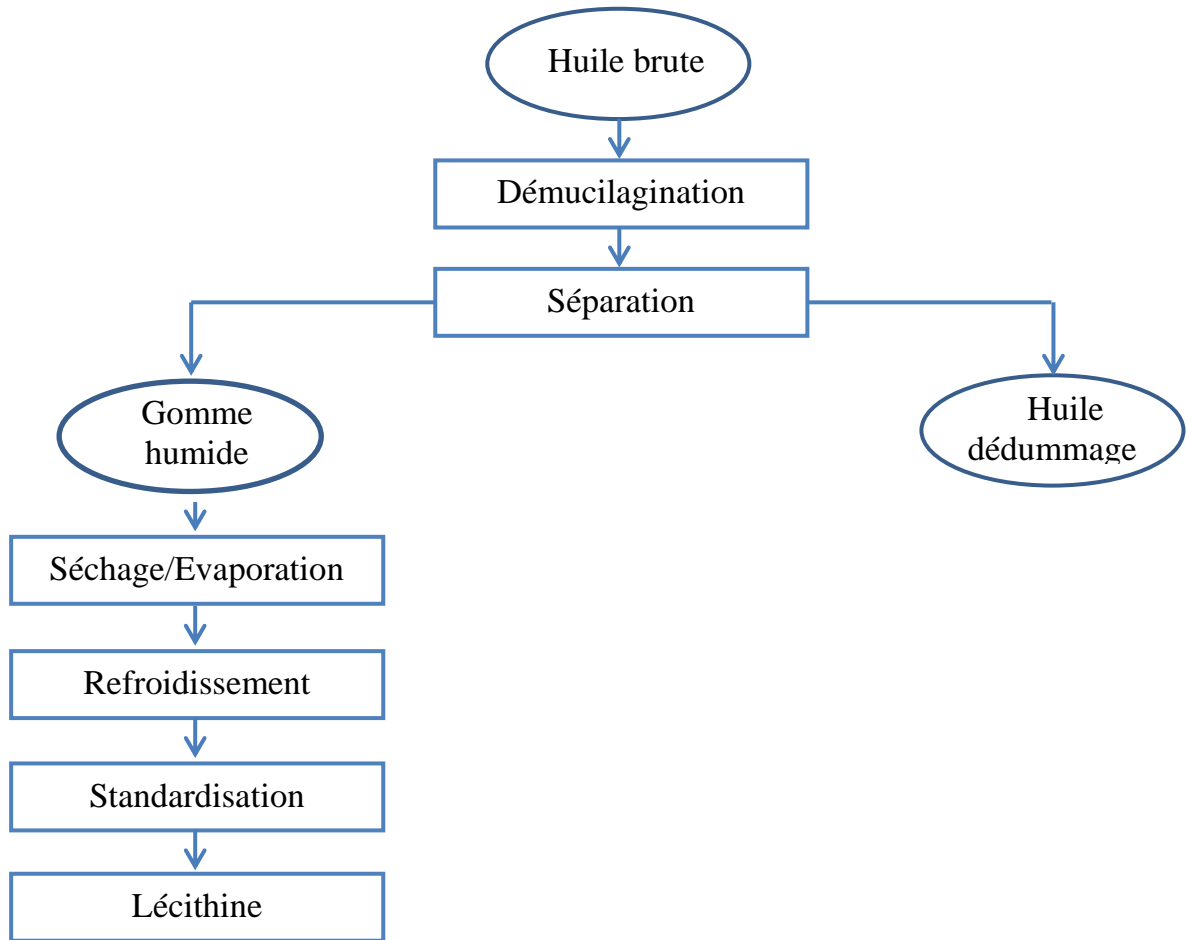 Huile brute
Démucilagination
Séparation
Gomme
humide
Huile
dédummage
Séchage/Evaporation
Refroidissement
Standardisation
Lécithine